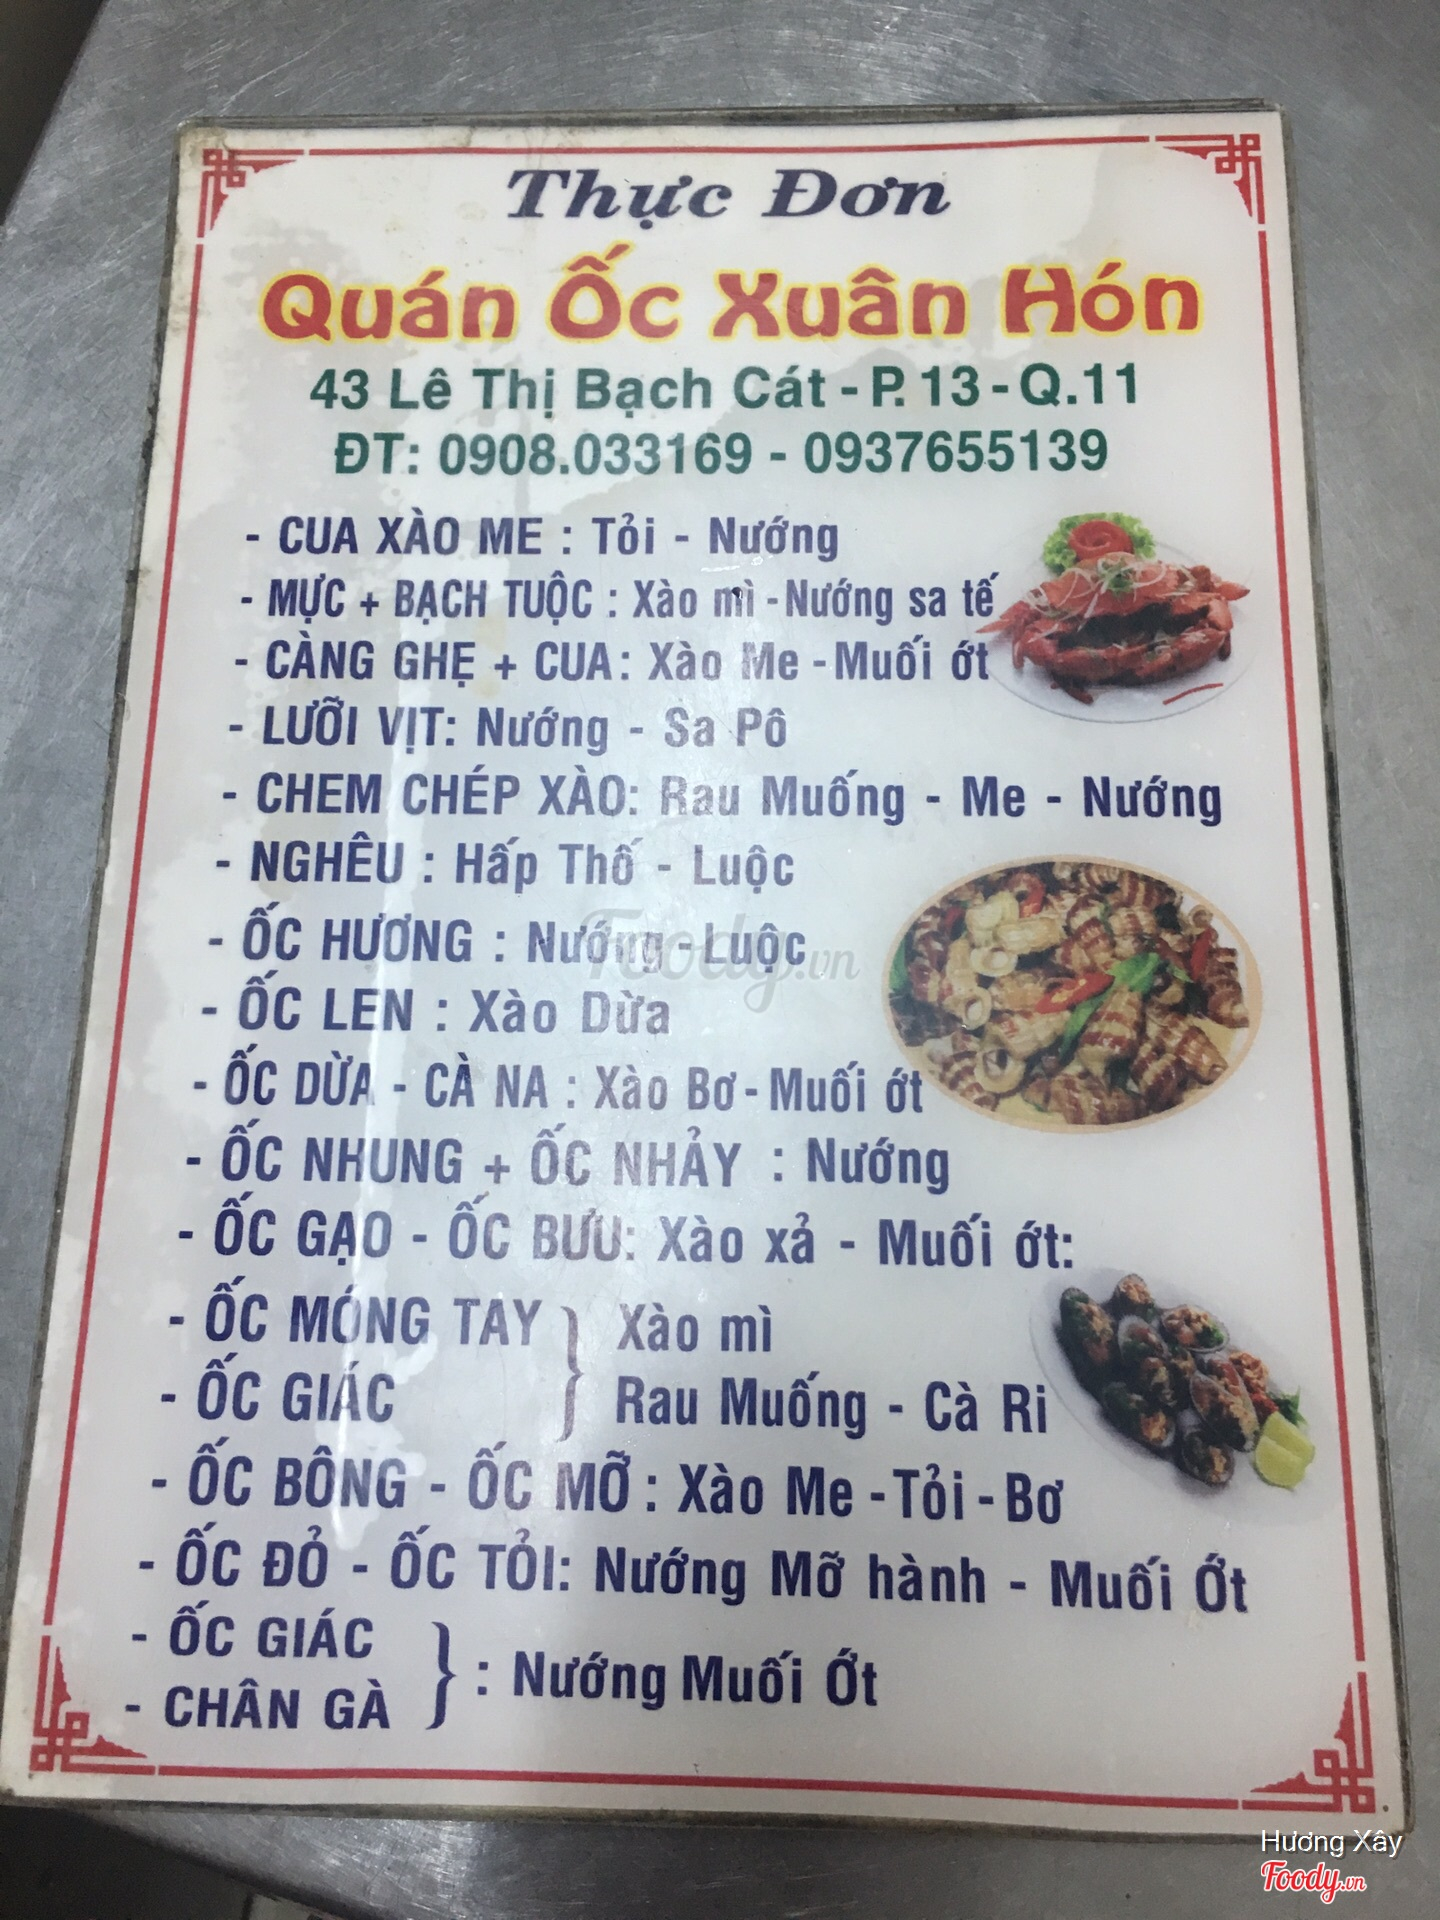 Thực Đơn
Quán Ốc Xuân Hón
43 Lê Thị Bạch Cát - P. 13 - Q.11
ĐT: 0908.033169 - 0937655139
- CUA XÀO ME : Tỏi - Nướng
- MỰC + BẠCH TUỘC : Xào mì - Nướng sa tế
- CÀNG GHẸ + CUA: Xào Me - Muối ớt
- LƯỠI VỊT: Nướng - Sa Pô
- CHEM CHÉP XÀO: Rau Muống - Me - Nướng
- NGHÊU : Hấp Thố - Luộc
- ỐC HƯƠNG : Nướng - Luộc
Foody.vn
- ỐC LEN : Xào Dừa
- ỐC DỪA - CÀ NA : Xào Bơ - Muối ớt
- ỐC NHUNG + ỐC NHẢY : Nướng
- ỐC GẠO - ỐC BƯU: Xào xả - Muối ớt:
- ỐC MÓNG TAY } Xào mì
- ỐC GIÁC Rau Muống - Cà Ri
- ỐC BÔNG - ỐC MỠ : Xào Me - Tỏi - Bơ
- ỐC ĐỎ - ỐC TỎI: Nướng Mỡ hành - Muối Ớt
- ỐC GIÁC
- CHÂN GÀ } : Nướng Muối Ớt
Hương Xây
Foody.vn